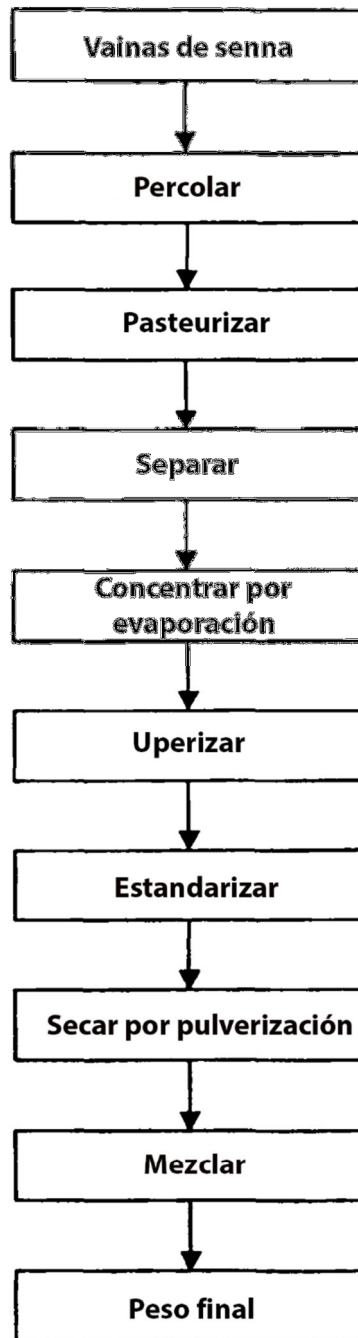 Vainas de senna
Percolar
Pasteurizar
Separar
Concentrar por
evaporación
Uperizar
Estandarizar
Secar por pulverización
Mezclar
Peso final